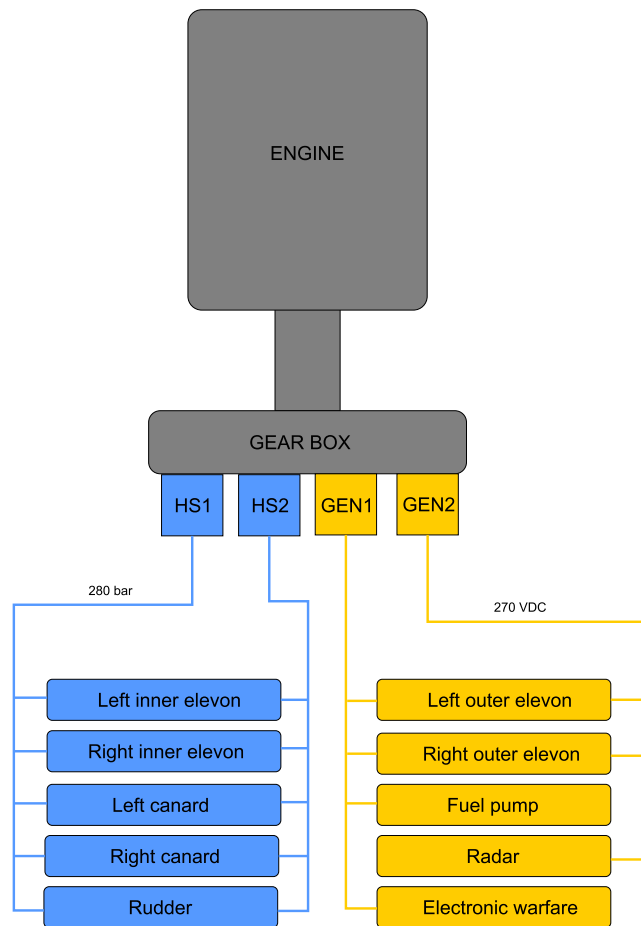 ENGINE
GEAR BOX
HS1 HS2 GEN1 GEN2
280 bar
270 VDC
Left inner elevon
Right inner elevon
Left canard
Right canard
Rudder
Left outer elevon
Right outer elevon
Fuel pump
Radar
Electronic warfare